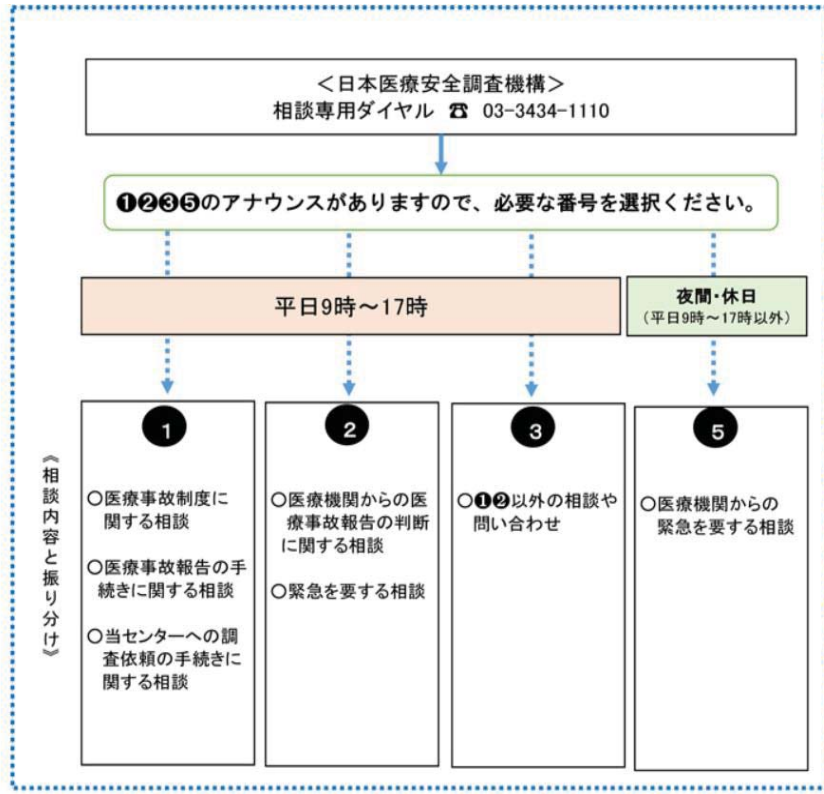 ＜日本医療安全調査機構＞
相談専用ダイヤル ☎ 03-3434-1110
❶❷❸❺のアナウンスがありますので、必要な番号を選択ください。
平日9時～17時
夜間・休日
（平日9時～17時以外）
《相談内容と振り分け》
1
○医療事故制度に
関する相談
○医療事故報告の手
続きに関する相談
○当センターへの調
査依頼の手続きに
関する相談
2
○医療機関からの医
療事故報告の判断
に関する相談
○緊急を要する相談
3
○❶❷以外の相談や
問い合わせ
5
○医療機関からの
緊急を要する相談